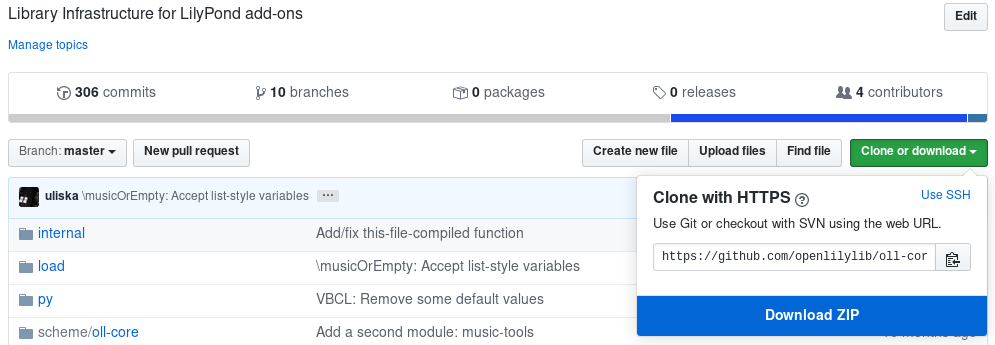 Library Infrastructure for LilyPond add-ons
Edit
Manage topics
306 commits 10 branches 0 packages 0 releases 4 contributors
Branch: master New pull request Create new file Upload files Find file Clone or download
uliska \musicOrEmpty: Accept list-style variables ...
Clone with HTTPS ? Use SSH
Use Git or checkout with SVN using the web URL.
internal Add/fix this-file-compiled function
https://github.com/openlilylib/oll-cor
load \musicOrEmpty: Accept list-style variables
py VBCL: Remove some default values
Download ZIP
scheme/oll-core Add a second module: music-tools